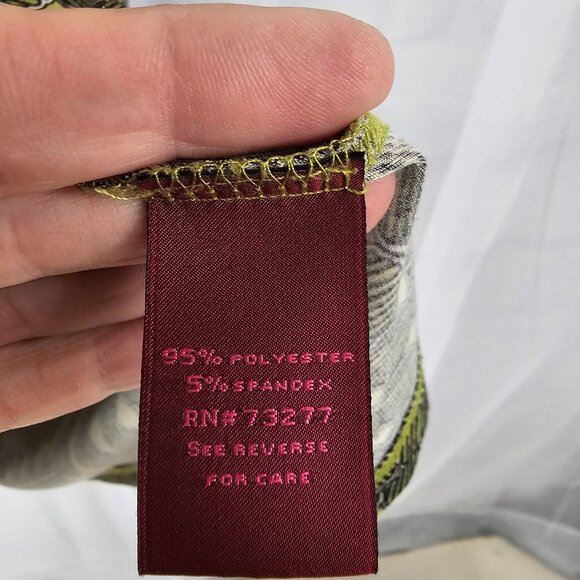 95% POLYESTER
5% SPANDEX
RN# 73277
SEE REVERSE
FOR CARE